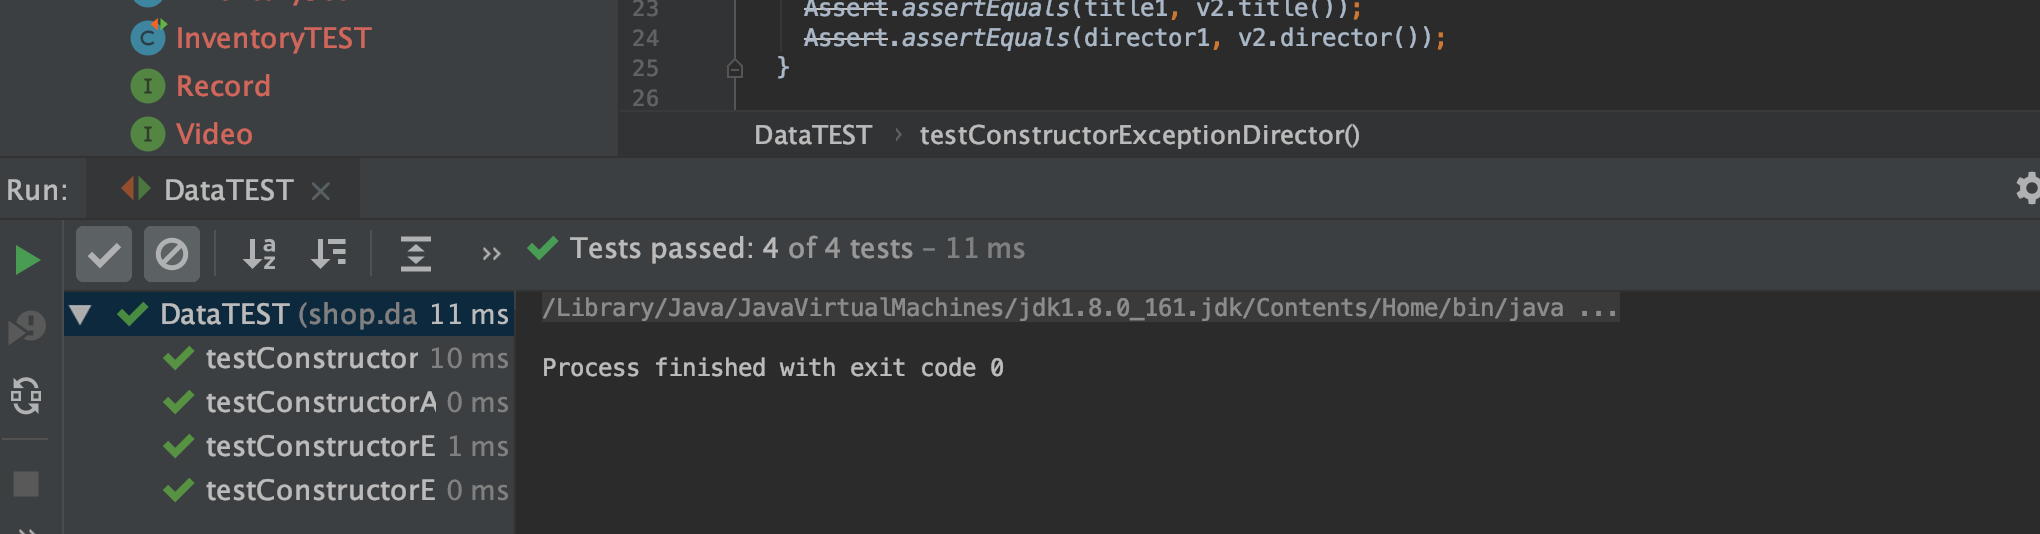 23 Assert.assertEquals(title1, v2.title());
InventoryTEST
24 Assert.assertEquals(director1, v2.director());
25 }
Record
26
Video
DataTEST › testConstructorExceptionDirector()
Run: DataTEST ×
Tests passed: 4 of 4 tests – 11 ms
DataTEST (shop.da 11 ms
testConstructor 10 ms
testConstructorA 0 ms
testConstructorE 1 ms
testConstructorE 0 ms
/Library/Java/JavaVirtualMachines/jdk1.8.0_161.jdk/Contents/Home/bin/java ...
Process finished with exit code 0